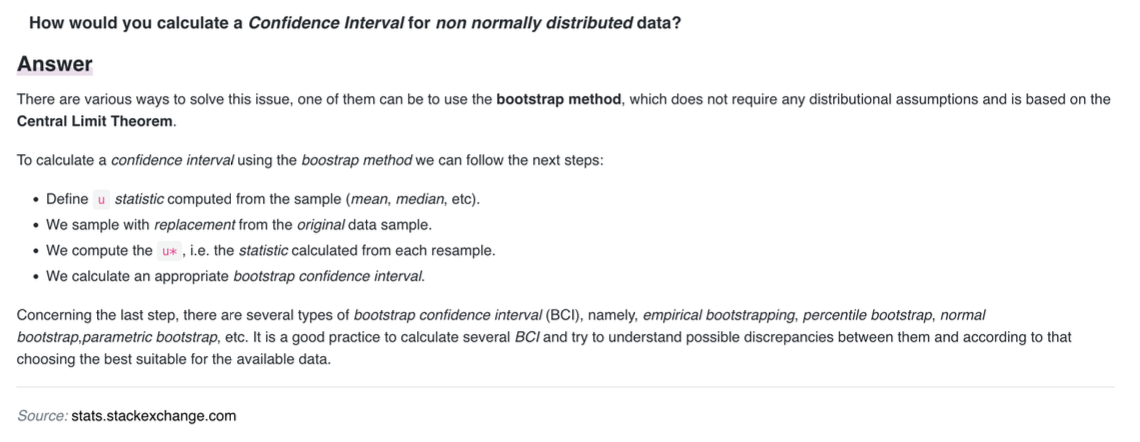 How would you calculate a Confidence Interval for non normally distributed data?
Answer
There are various ways to solve this issue, one of them can be to use the bootstrap method, which does not require any distributional assumptions and is based on the
Central Limit Theorem.
To calculate a confidence interval using the boostrap method we can follow the next steps:
• Define u statistic computed from the sample (mean, median, etc).
• We sample with replacement from the original data sample.
• We compute the u*, i.e. the statistic calculated from each resample.
• We calculate an appropriate bootstrap confidence interval.
Concerning the last step, there are several types of bootstrap confidence interval (BCI), namely, empirical bootstrapping, percentile bootstrap, normal
bootstrap,parametric bootstrap, etc. It is a good practice to calculate several BCI and try to understand possible discrepancies between them and according to that
choosing the best suitable for the available data.
Source: stats.stackexchange.com